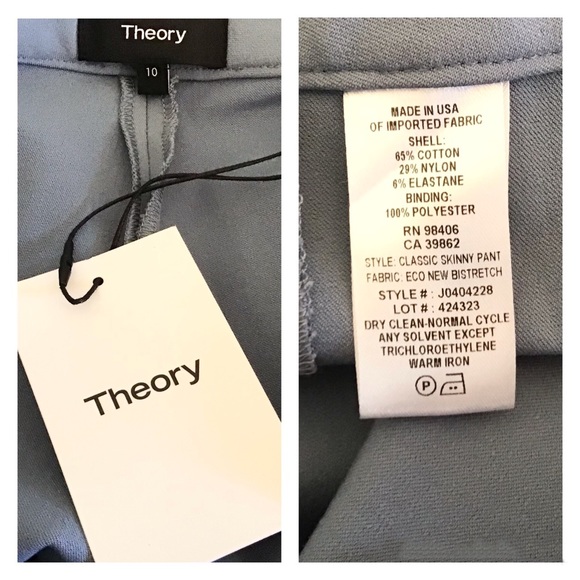 Theory
10
Theory
MADE IN USA
OF IMPORTED FABRIC
SHELL:
65% COTTON
29% NYLON
6% ELASTANE
BINDING:
100% POLYESTER
RN 98406
CA 39862
STYLE: CLASSIC SKINNY PANT
FABRIC: ECO NEW BISTRETCH
STYLE # : J0404228
LOT # : 424323
DRY CLEAN-NORMAL CYCLE
ANY SOLVENT EXCEPT
TRICHLOROETHYLENE
WARM IRON
P